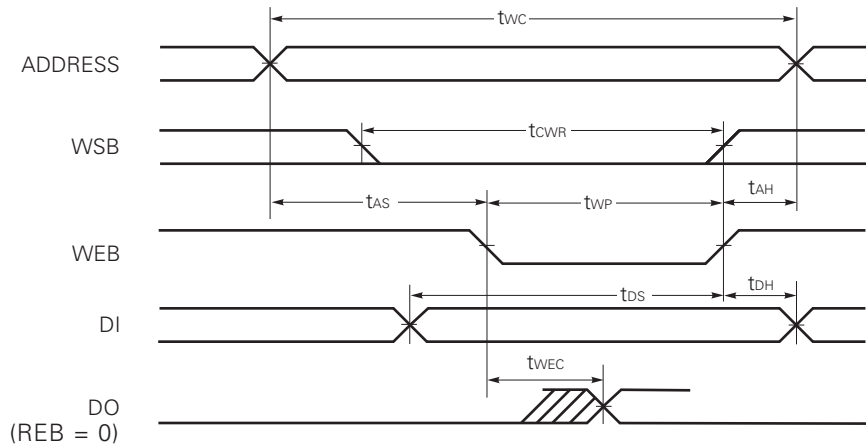 tWC
ADDRESS
tCWR
WSB
tAS
tWP
tAH
WEB
tDS
tDH
DI
tWEC
DO
(REB = 0)